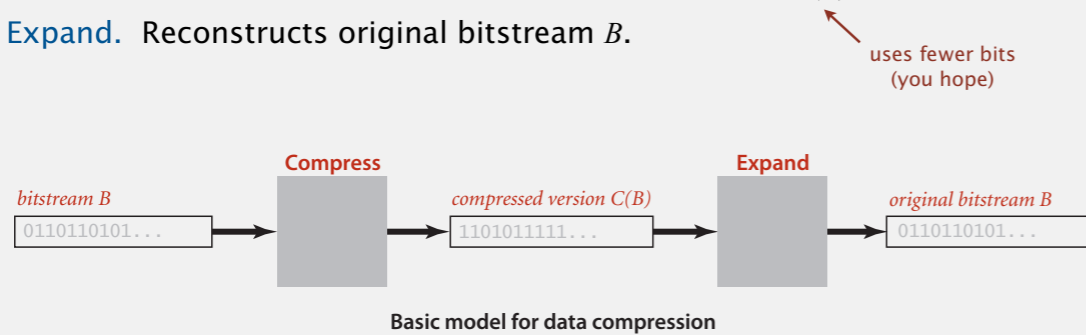 Expand. Reconstructs original bitstream B.
uses fewer bits
(you hope)
Compress
Expand
bitstream B
compressed version C(B)
original bitstream B
0110110101...
1101011111...
0110110101...
Basic model for data compression